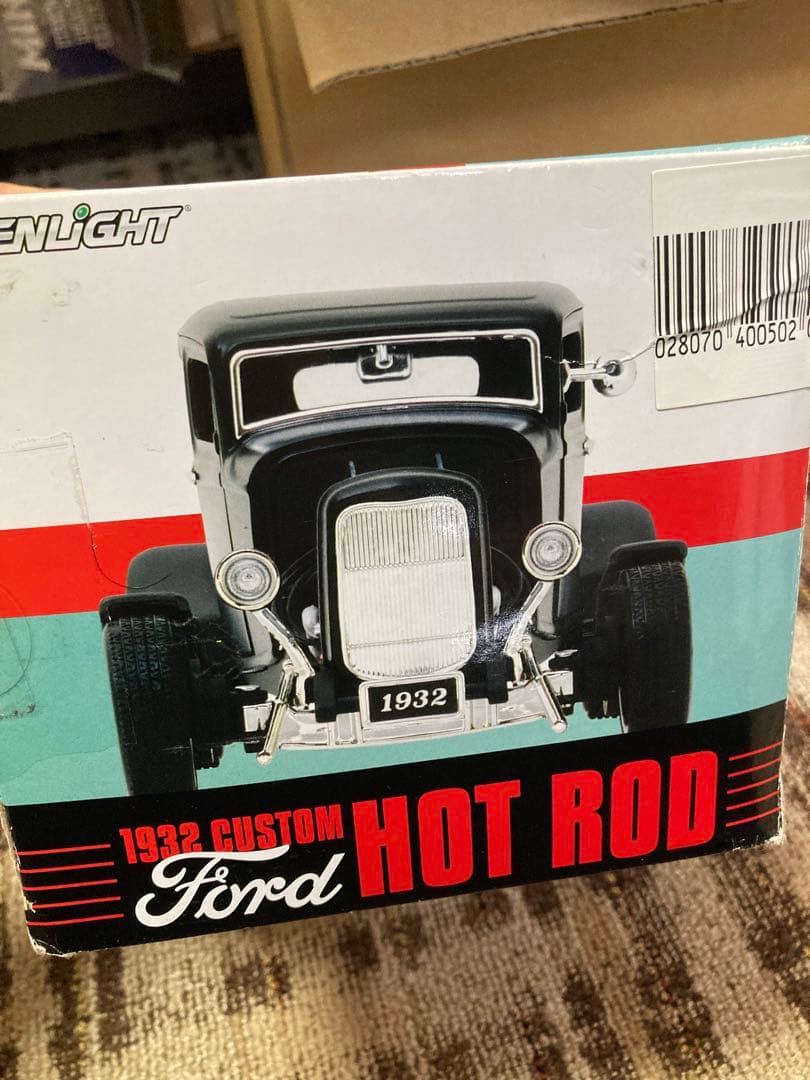 ENLiGHT®
028070 400502
1932
1932 CUSTOM
Ford
HOT ROD